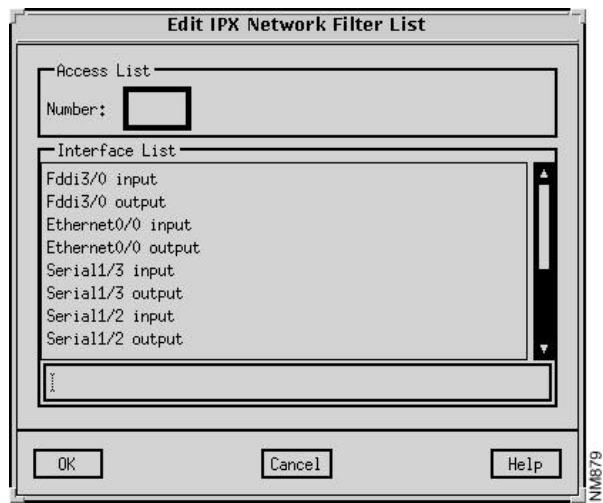 Edit IPX Network Filter List
Access List
Number:
Interface List
Fddi3/0 input
Fddi3/0 output
Ethernet0/0 input
Ethernet0/0 output
Serial1/3 input
Serial1/3 output
Serial1/2 input
Serial1/2 output
OK Cancel Help
NM879